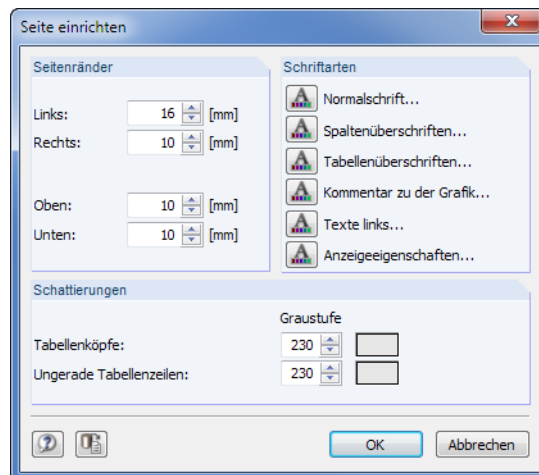 Seite einrichten
Seitenränder
Links: 16 [mm]
Rechts: 10 [mm]
Oben: 10 [mm]
Unten: 10 [mm]
Schriftarten
Normalschrift...
Spaltenüberschriften...
Tabellenüberschriften...
Kommentar zu der Grafik...
Texte links...
Anzeigeeigenschaften...
Schattierungen
Graustufe
Tabellenköpfe: 230
Ungerade Tabellenzeilen: 230
OK
Abbrechen